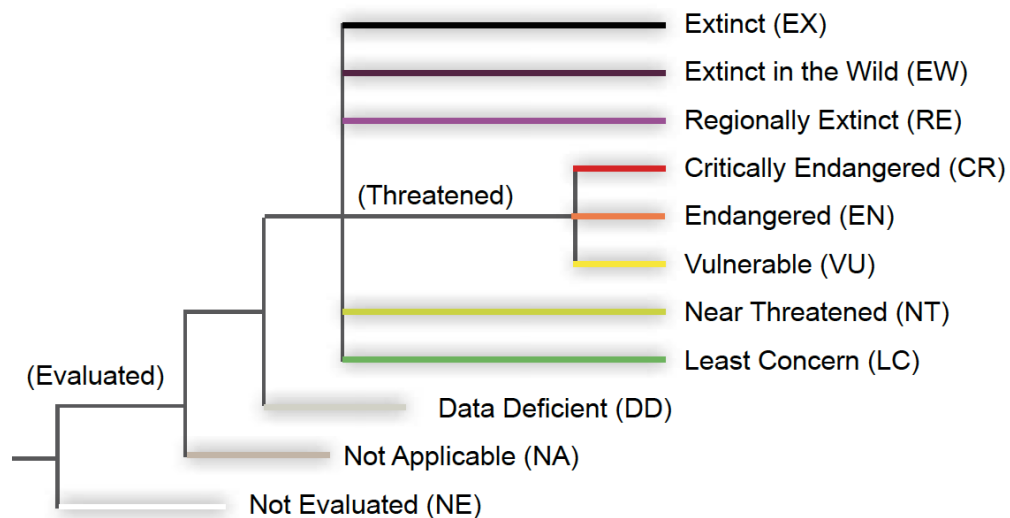 Extinct (EX)
Extinct in the Wild (EW)
Regionally Extinct (RE)
Critically Endangered (CR)
(Threatened)
Endangered (EN)
Vulnerable (VU)
Near Threatened (NT)
Least Concern (LC)
(Evaluated)
Data Deficient (DD)
Not Applicable (NA)
Not Evaluated (NE)